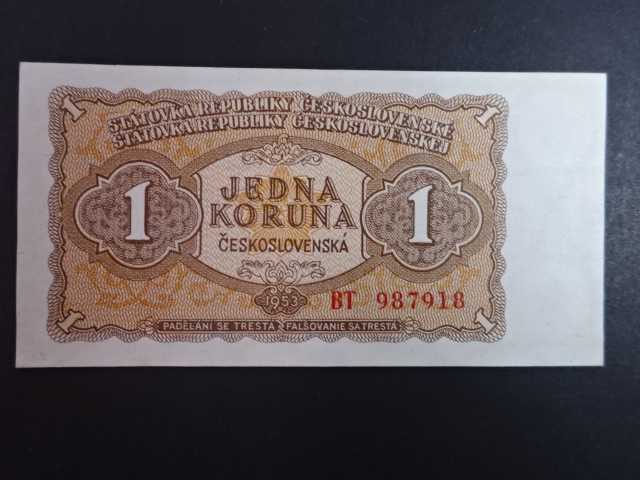 1 1
STÁTOVKA REPUBLIKY ČESKOSLOVENSKÉ
ŠTÁTOVKA REPUBLIKY ČESKOSLOVENSKEJ
1 JEDNA 1
KORUNA
ČESKOSLOVENSKÁ
1953 BT 987918
1 1
PADĚLÁNÍ SE TRESTÁ FALŠOVANIE SA TRESTÁ